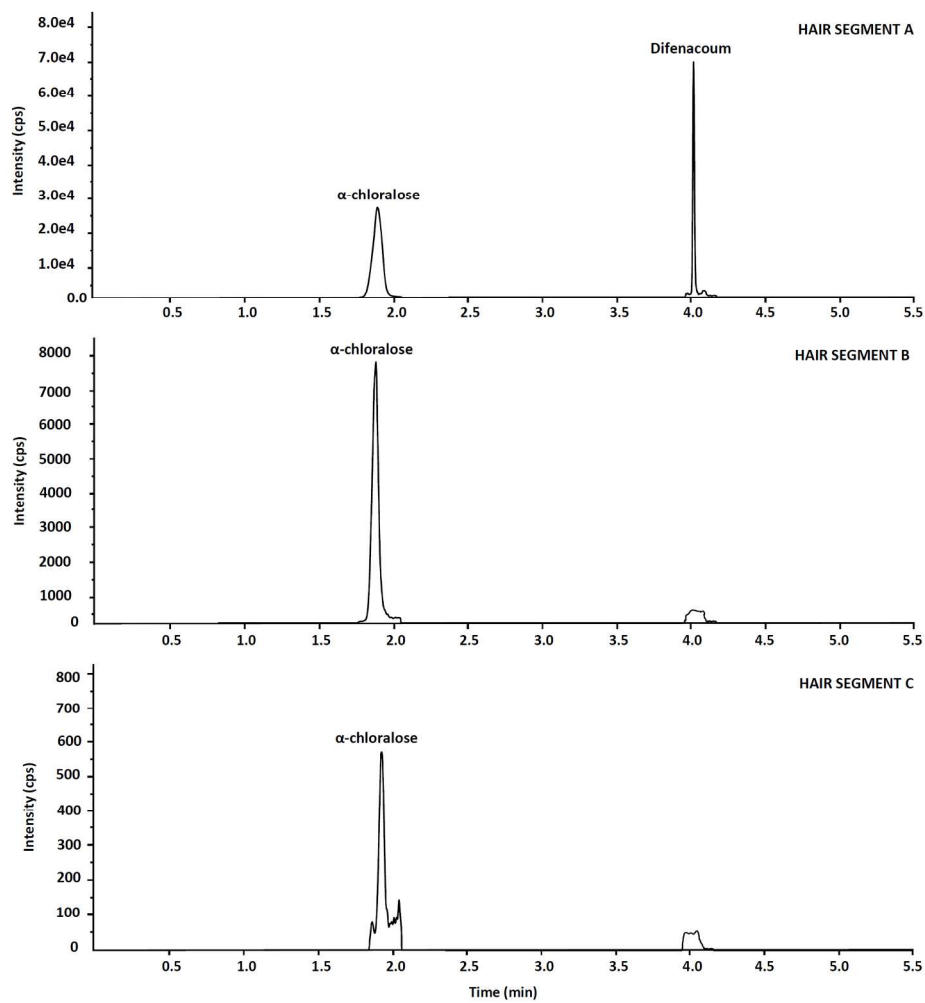 HAIR SEGMENT A
Intensity (cps)
8.0e4
7.0e4
6.0e4
5.0e4
4.0e4
3.0e4
2.0e4
1.0e4
0.0
α-chloralose
Difenacoum
0.5 1.0 1.5 2.0 2.5 3.0 3.5 4.0 4.5 5.0 5.5
HAIR SEGMENT B
Intensity (cps)
8000
7000
6000
5000
4000
3000
2000
1000
0
α-chloralose
0.5 1.0 1.5 2.0 2.5 3.0 3.5 4.0 4.5 5.0 5.5
HAIR SEGMENT C
Intensity (cps)
800
700
600
500
400
300
200
100
0
α-chloralose
0.5 1.0 1.5 2.0 2.5 3.0 3.5 4.0 4.5 5.0 5.5
Time (min)